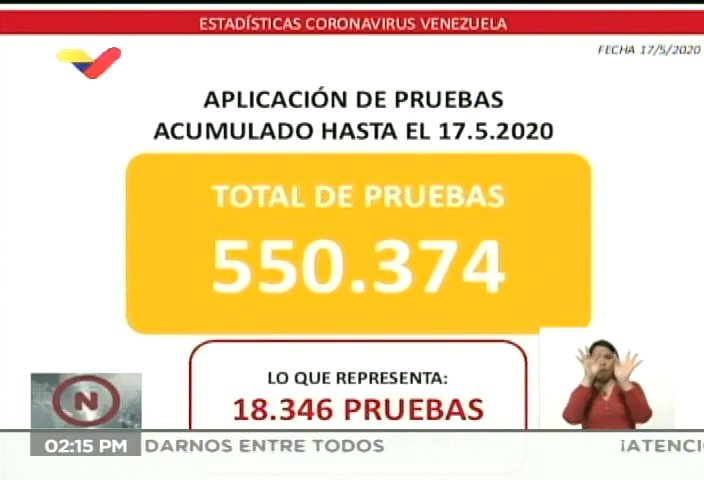 ESTADÍSTICAS CORONAVIRUS VENEZUELA
FECHA 17/5/2020
APLICACIÓN DE PRUEBAS
ACUMULADO HASTA EL 17.5.2020
TOTAL DE PRUEBAS
550.374
LO QUE REPRESENTA:
18.346 PRUEBAS
N
02:15 PM DARNOS ENTRE TODOS ¡ATENCI